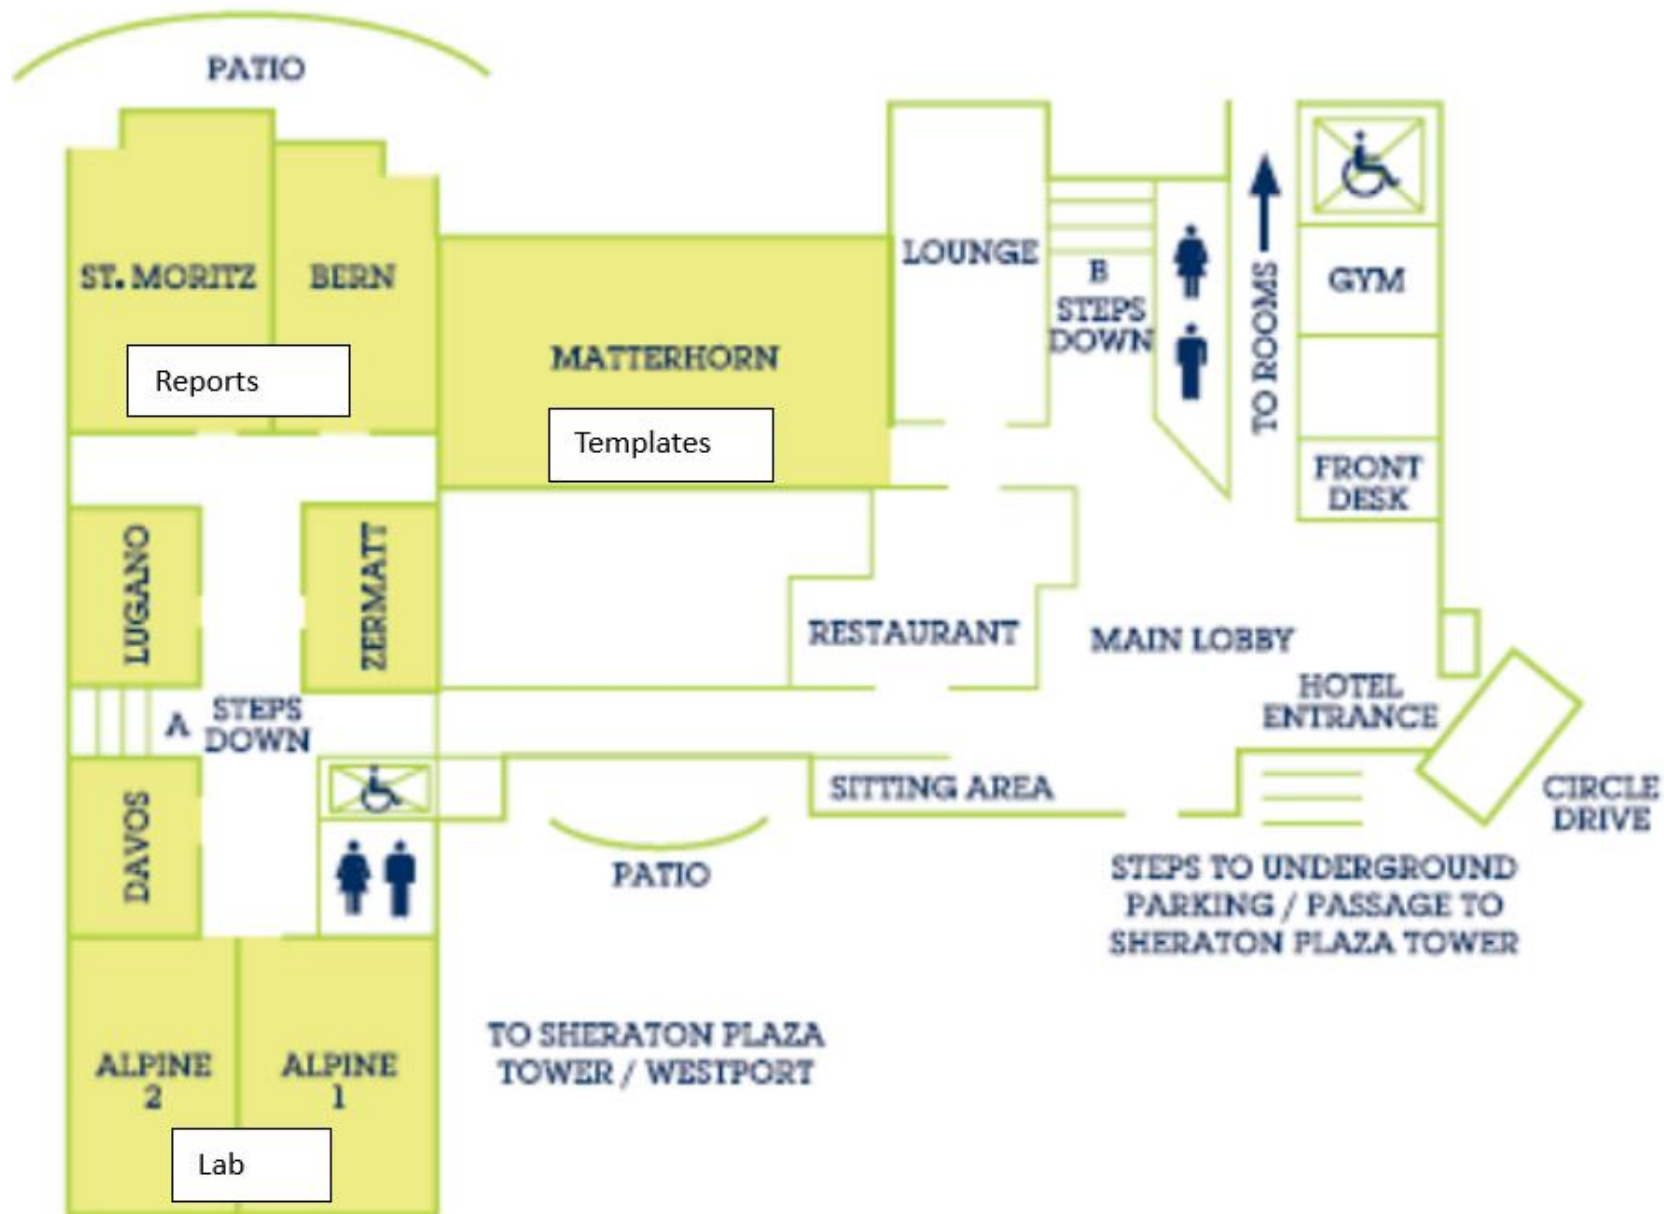 PATIO
ST. MORITZ
BERN
Reports
MATTERHORN
Templates
LOUNGE
B
STEPS
DOWN
TO ROOMS
GYM
FRONT
DESK
LUGANO
ZERMATT
RESTAURANT
MAIN LOBBY
HOTEL
ENTRANCE
A
STEPS
DOWN
SITTING AREA
CIRCLE
DRIVE
DAVOS
PATIO
STEPS TO UNDERGROUND
PARKING / PASSAGE TO
SHERATON PLAZA TOWER
ALPINE
2
ALPINE
1
Lab
TO SHERATON PLAZA
TOWER / WESTPORT